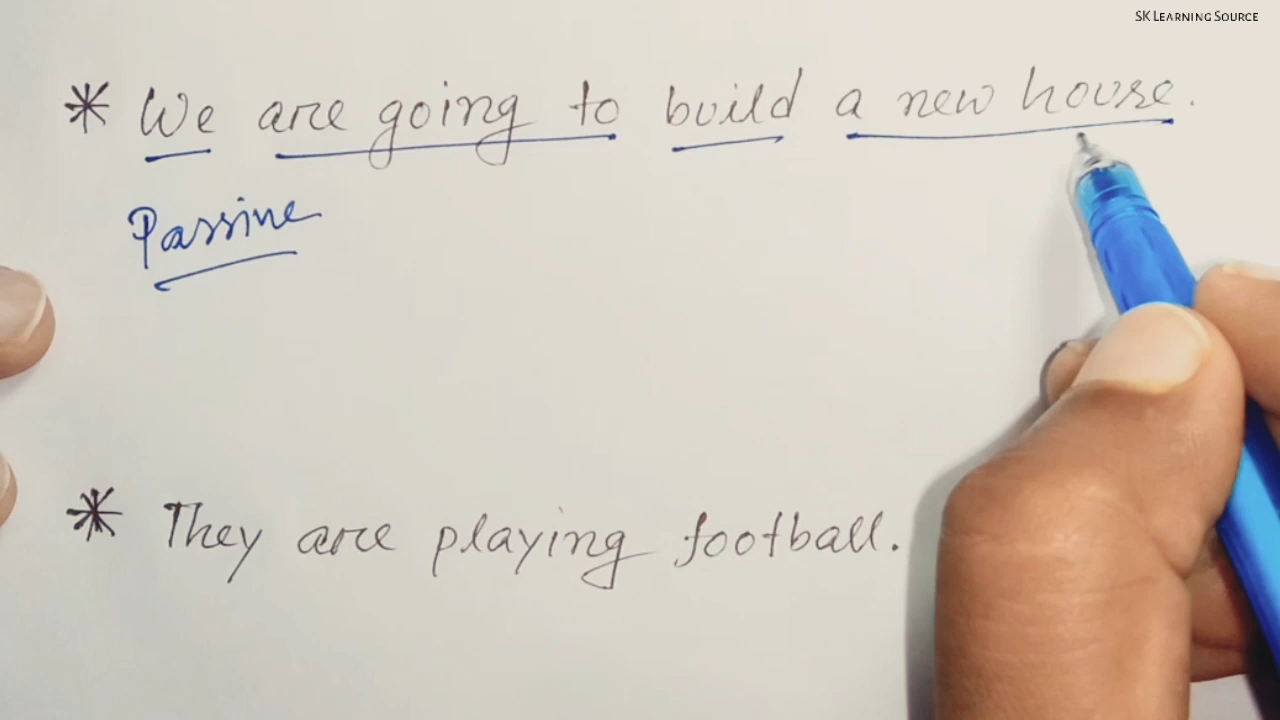 SK LEARNING SOURCE
* We are going to build a new house.
Passive
* They are playing football.